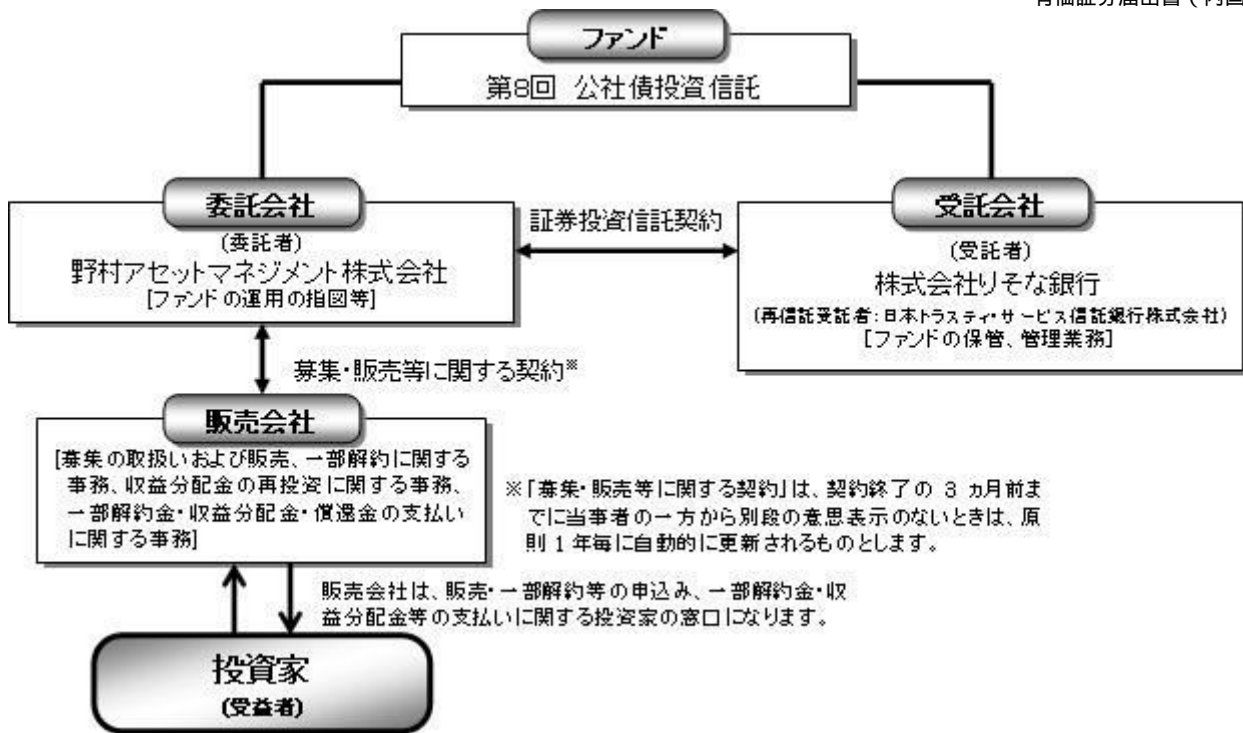 ファンド
第8回 公社債投資信託
委託会社
(委託者)
野村アセットマネジメント株式会社
[ファンドの運用の指図等]
証券投資信託契約
受託会社
(受託者)
株式会社りそな銀行
(再信託受託者:日本トラスティ・サービス信託銀行株式会社)
[ファンドの保管、管理業務]
募集・販売等に関する契約※
販売会社
[募集の取扱いおよび販売、一部解約に関する
事務、収益分配金の再投資に関する事務、
一部解約金・収益分配金・償還金の支払い
に関する事務]
※「募集・販売等に関する契約」は、契約終了の 3 ヵ月前ま
でに当事者の一方から別段の意思表示のないときは、原
則 1 年毎に自動的に更新されるものとします。
販売会社は、販売・一部解約等の申込み、一部解約金・収
益分配金等の支払いに関する投資家の窓口になります。
投資家
(受益者)